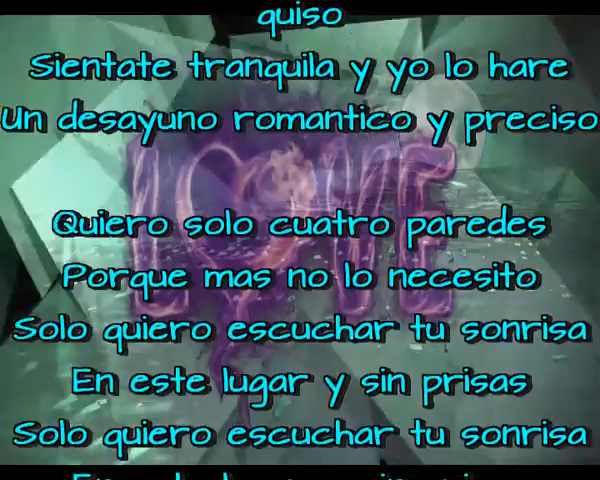 quiso
Sientate tranquila y yo lo hare
Un desayuno romantico y preciso
LOVE
Quiero solo cuatro paredes
Porque mas no lo necesito
Solo quiero escuchar tu sonrisa
En este lugar y sin prisas
Solo quiero escuchar tu sonrisa